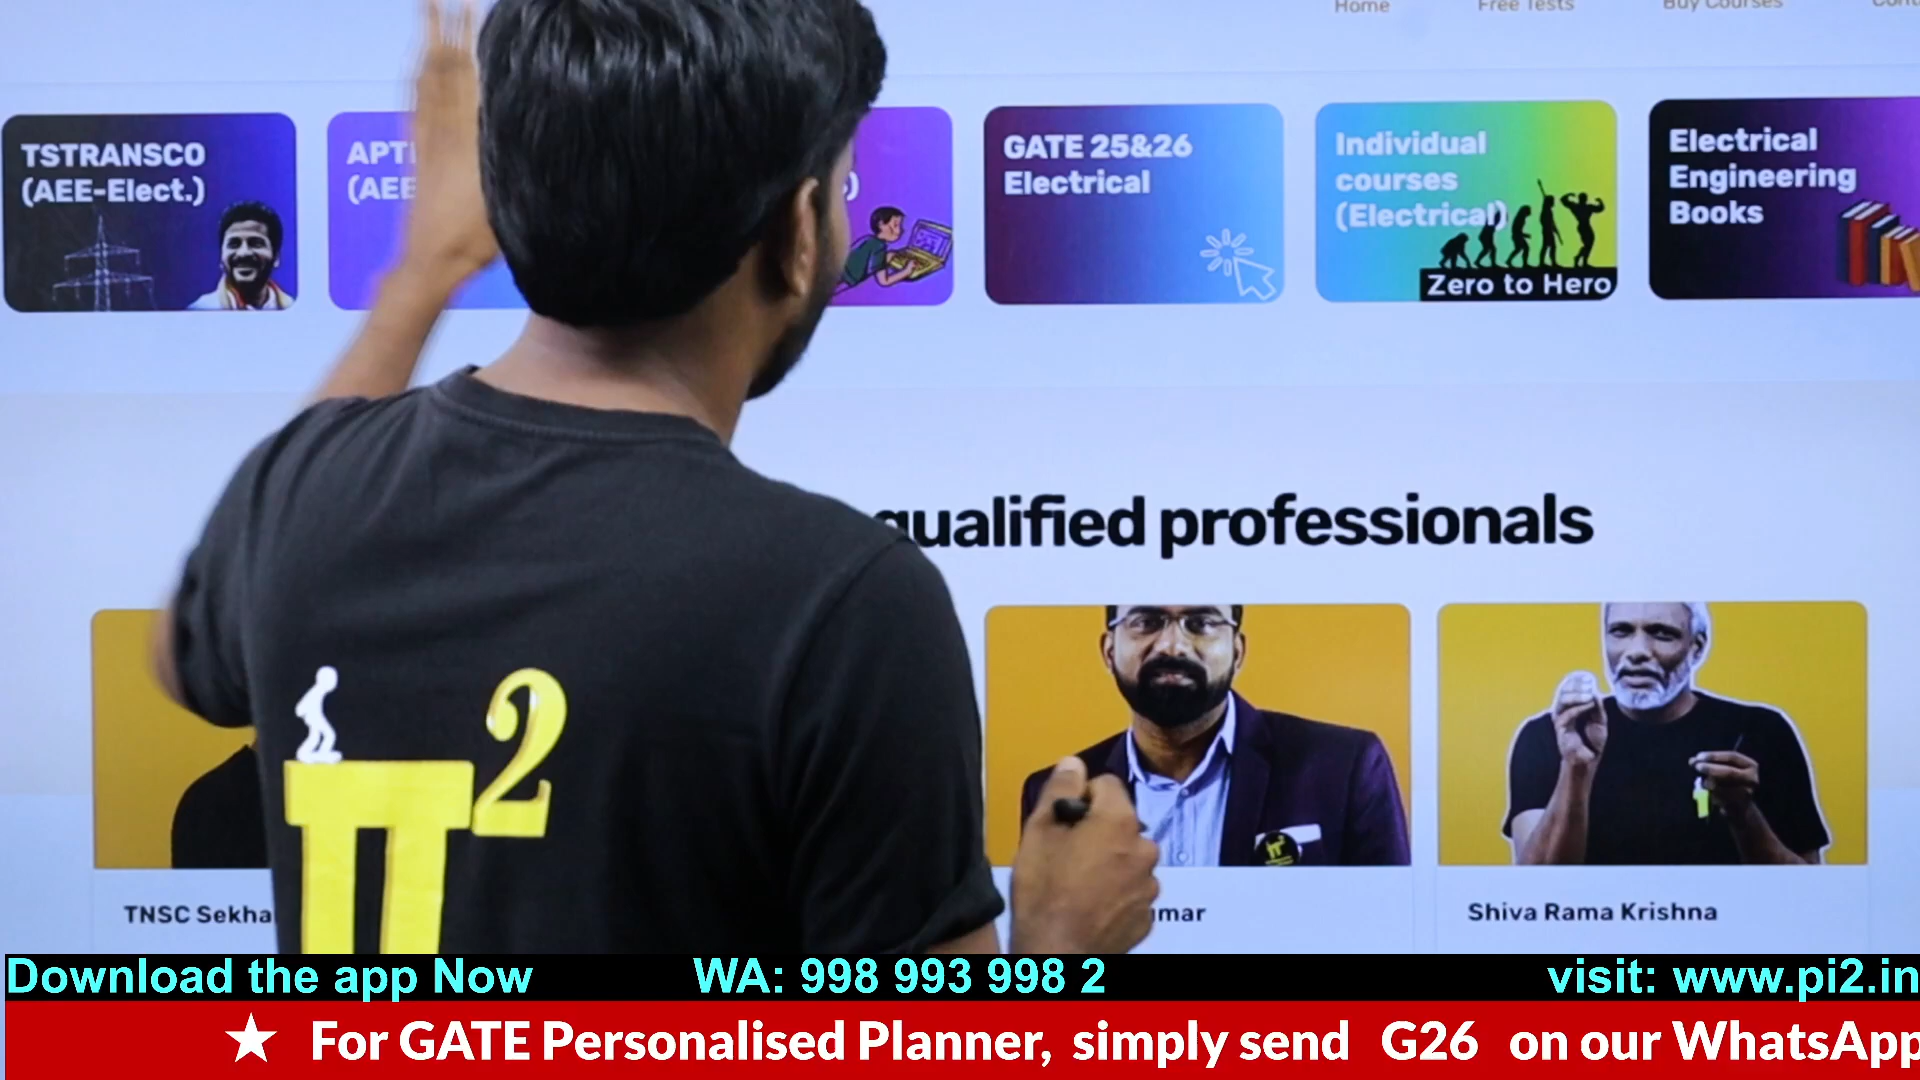 Home Free Tests Buy Courses
TSTRANSCO
(AEE-Elect.)
GATE 25&26
Electrical
Individual
courses
(Electrical)
Zero to Hero
Electrical
Engineering
Books
qualified professionals
π2
TNSC Sekha
mar
Shiva Rama Krishna
Download the app Now WA: 998 993 998 2 visit: www.pi2.in
★ For GATE Personalised Planner, simply send G26 on our WhatsApp